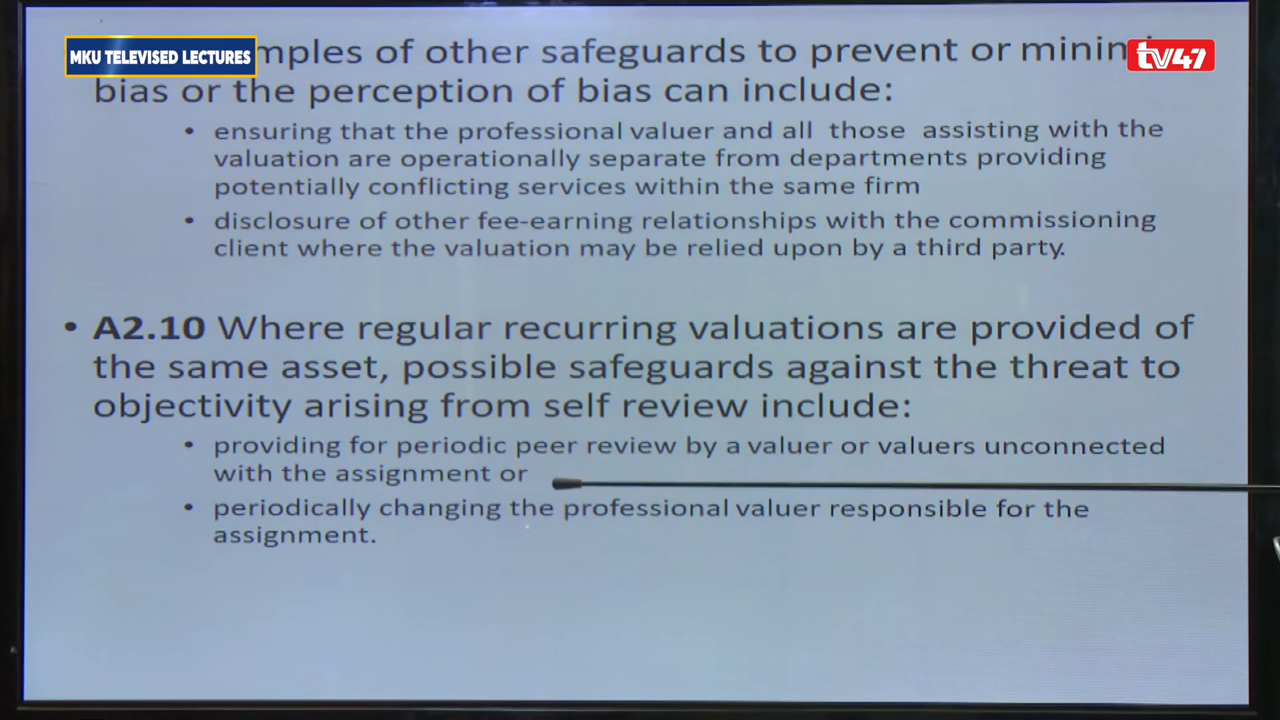 MKU TELEVISED LECTURES
tv47
of other safeguards to prevent or
bias or the perception of bias can include:
• ensuring that the professional valuer and all those assisting with the
valuation are operationally separate from departments providing
potentially conflicting services within the same firm
• disclosure of other fee-earning relationships with the commissioning
client where the valuation may be relied upon by a third party.
• A2.10 Where regular recurring valuations are provided of
the same asset, possible safeguards against the threat to
objectivity arising from self review include:
• providing for periodic peer review by a valuer or valuers unconnected
with the assignment or
• periodically changing the professional valuer responsible for the
assignment.